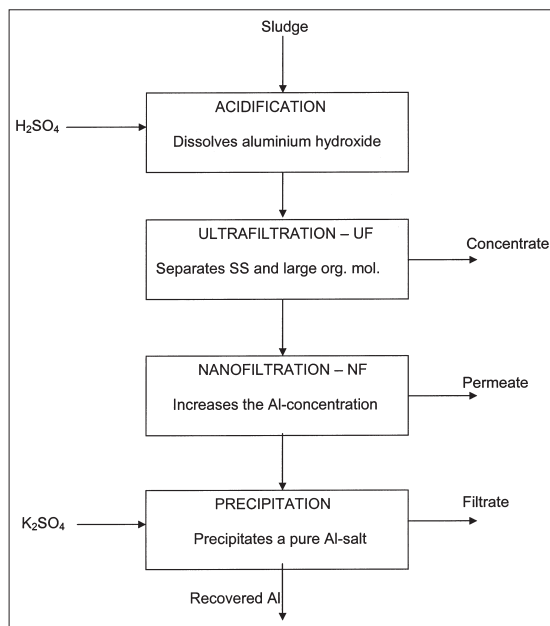 Sludge
ACIDIFICATION
H₂SO₄
Dissolves aluminium hydroxide
ULTRAFILTRATION – UF
Concentrate
Separates SS and large org. mol.
NANOFILTRATION – NF
Permeate
Increases the Al-concentration
PRECIPITATION
Filtrate
K₂SO₄
Precipitates a pure Al-salt
Recovered Al